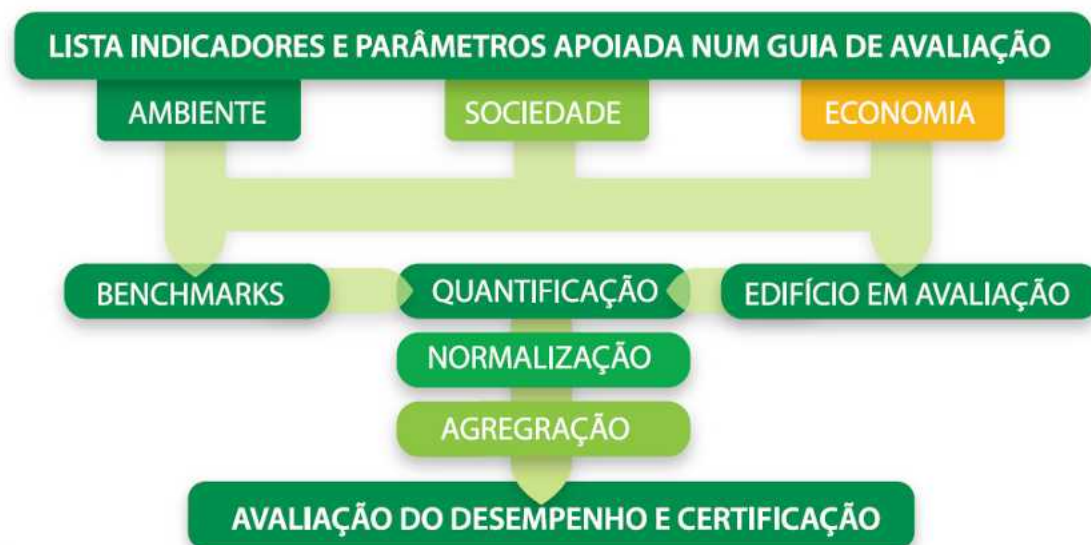 LISTA INDICADORES E PARÂMETROS APOIADA NUM GUIA DE AVALIAÇÃO
AMBIENTE
SOCIEDADE
ECONOMIA
BENCHMARKS
QUANTIFICAÇÃO
EDIFÍCIO EM AVALIAÇÃO
NORMALIZAÇÃO
AGREGRAÇÃO
AVALIAÇÃO DO DESEMPENHO E CERTIFICAÇÃO